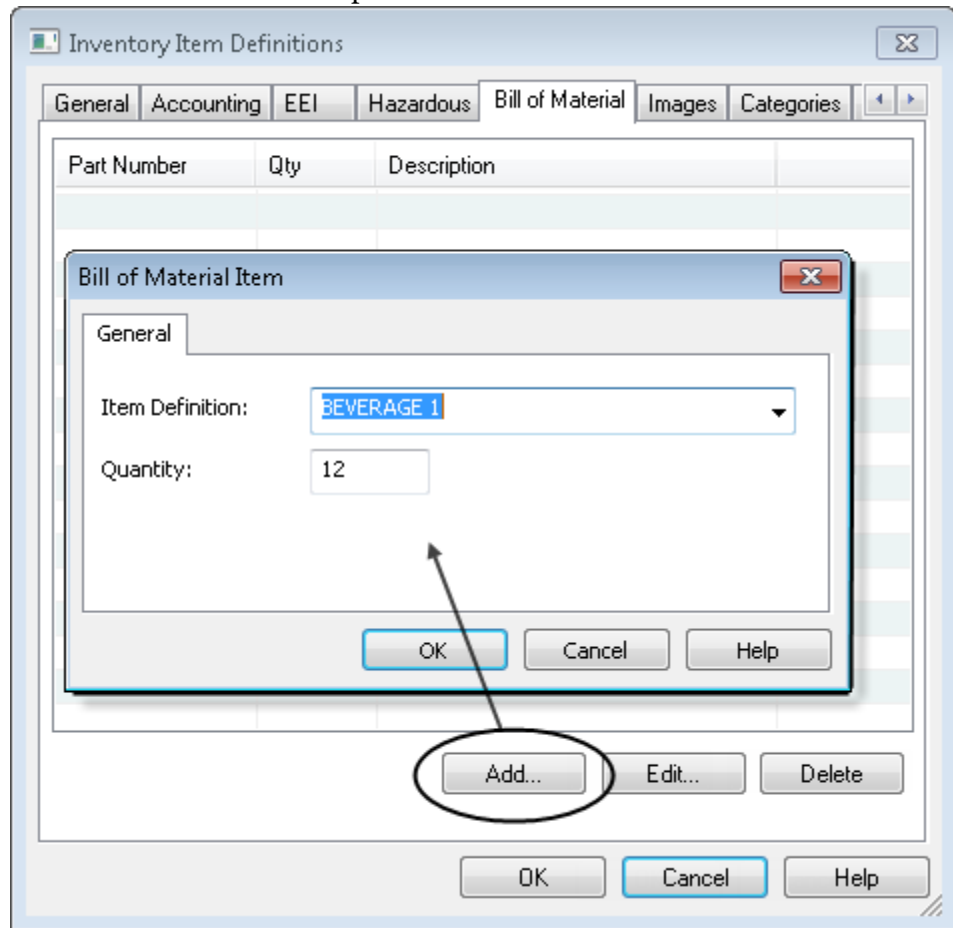 Inventory Item Definitions
General Accounting EEI Hazardous Bill of Material Images Categories
Part Number Qty Description
Bill of Material Item
General
Item Definition: BEVERAGE 1
Quantity: 12
OK Cancel Help
Add... Edit... Delete
OK Cancel Help